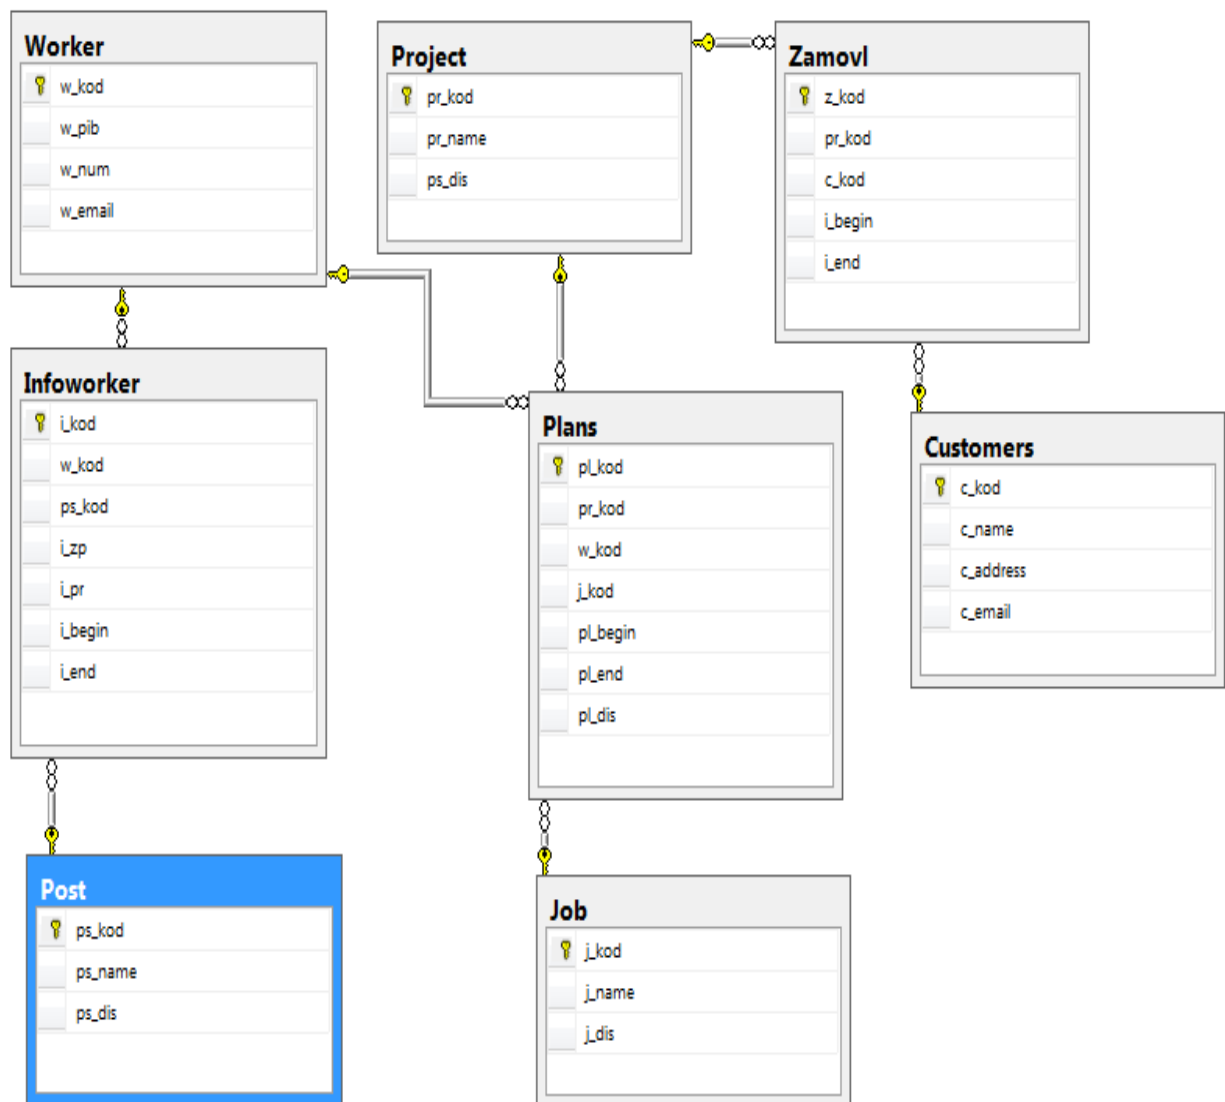 Worker
w_kod
w_pib
w_num
w_email
Project
pr_kod
pr_name
ps_dis
Zamovl
z_kod
pr_kod
c_kod
i_begin
i_end
Infoworker
i_kod
w_kod
ps_kod
i_zp
i_pr
i_begin
i_end
Plans
pl_kod
pr_kod
w_kod
j_kod
pl_begin
pl_end
pl_dis
Customers
c_kod
c_name
c_address
c_email
Post
ps_kod
ps_name
ps_dis
Job
j_kod
j_name
j_dis